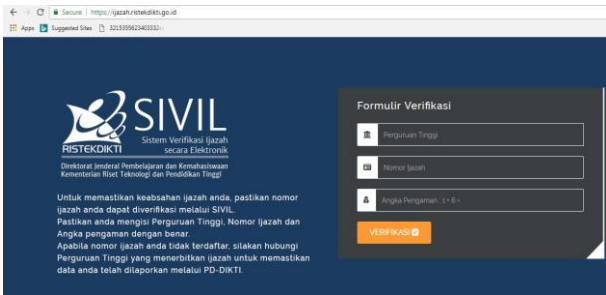 Secure | https://ijazah.ristekdikti.go.id
Apps Suggested Sites
SIVIL
Sistem Verifikasi Ijazah
secara Elektronik
RISTEKDIKTI
Direktorat Jenderal Pembelajaran dan Kemahasiswaan
Kementerian Riset Teknologi dan Pendidikan Tinggi
Untuk memastikan keabsahan ijazah anda, pastikan nomor
ijazah anda dapat diverifikasi melalui SIVIL.
Pastikan anda mengisi Perguruan Tinggi, Nomor Ijazah dan
Angka pengaman dengan benar.
Apabila nomor ijazah anda tidak terdaftar, silakan hubungi
Perguruan Tinggi yang menerbitkan ijazah untuk memastikan
data anda telah dilaporkan melalui PD-DIKTI.
Formulir Verifikasi
Perguruan Tinggi
Nomor Ijazah
Angka Pengaman : 1 + 6 =
VERIFIKASI